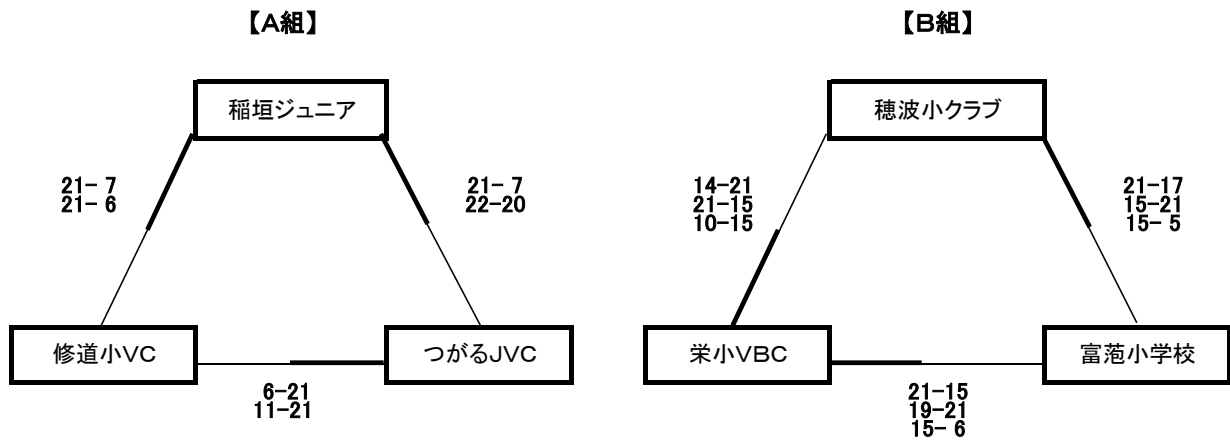 【A組】
稲垣ジュニア
21- 7
21- 6
21- 7
22-20
修道小VC
つがるJVC
6-21
11-21
【B組】
穂波小クラブ
14-21
21-15
10-15
21-17
15-21
15- 5
栄小VBC
富萢小学校
21-15
19-21
15- 6